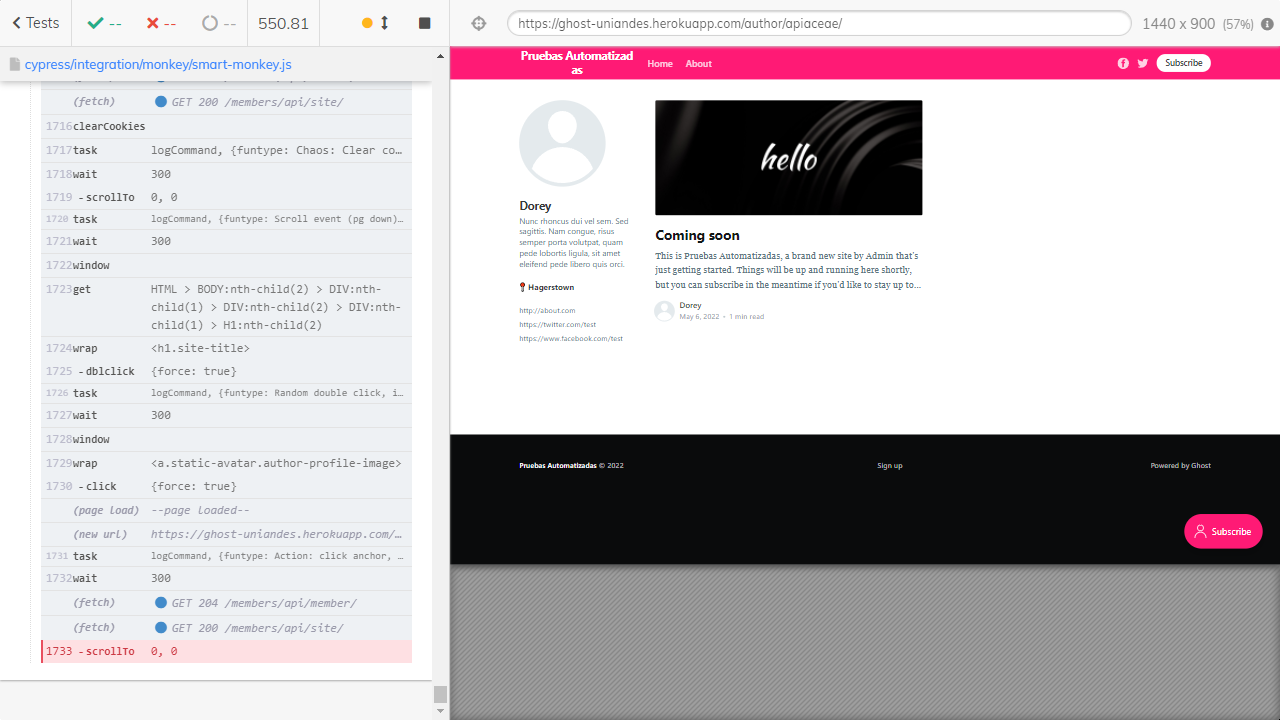 Tests
--
--
--
550.81
https://ghost-uniandes.herokuapp.com/author/apiaceae/
1440 x 900 (57%)
cypress/integration/monkey/smart-monkey.js
(fetch) GET 200 /members/api/site/
1716 clearCookies
1717 task logCommand, {funtype: Chaos: Clear co…
1718 wait 300
1719 -scrollTo 0, 0
1720 task logCommand, {funtype: Scroll event (pg down)…
1721 wait 300
1722 window
1723 get HTML > BODY:nth-child(2) > DIV:nth-
child(1) > DIV:nth-child(2) > DIV:nth-
child(1) > H1:nth-child(2)
1724 wrap <h1.site-title>
1725 -dblclick {force: true}
1726 task logCommand, {funtype: Random double click, i…
1727 wait 300
1728 window
1729 wrap <a.static-avatar.author-profile-image>
1730 -click {force: true}
(page load) --page loaded--
(new url) https://ghost-uniandes.herokuapp.com/…
1731 task logCommand, {funtype: Action: click anchor, …
1732 wait 300
(fetch) GET 204 /members/api/member/
(fetch) GET 200 /members/api/site/
1733 -scrollTo 0, 0
Pruebas Automatizad
as
Home
About
Subscribe
Dorey
Nunc rhoncus dui vel sem. Sed
sagittis. Nam congue, risus
semper porta volutpat, quam
pede lobortis ligula, sit amet
eleifend pede libero quis orci.
Hagerstown
http://about.com
https://twitter.com/test
https://www.facebook.com/test
hello
Coming soon
This is Pruebas Automatizadas, a brand new site by Admin that's
just getting started. Things will be up and running here shortly,
but you can subscribe in the meantime if you'd like to stay up to…
Dorey
May 6, 2022 • 1 min read
Pruebas Automatizadas © 2022
Sign up
Powered by Ghost
Subscribe